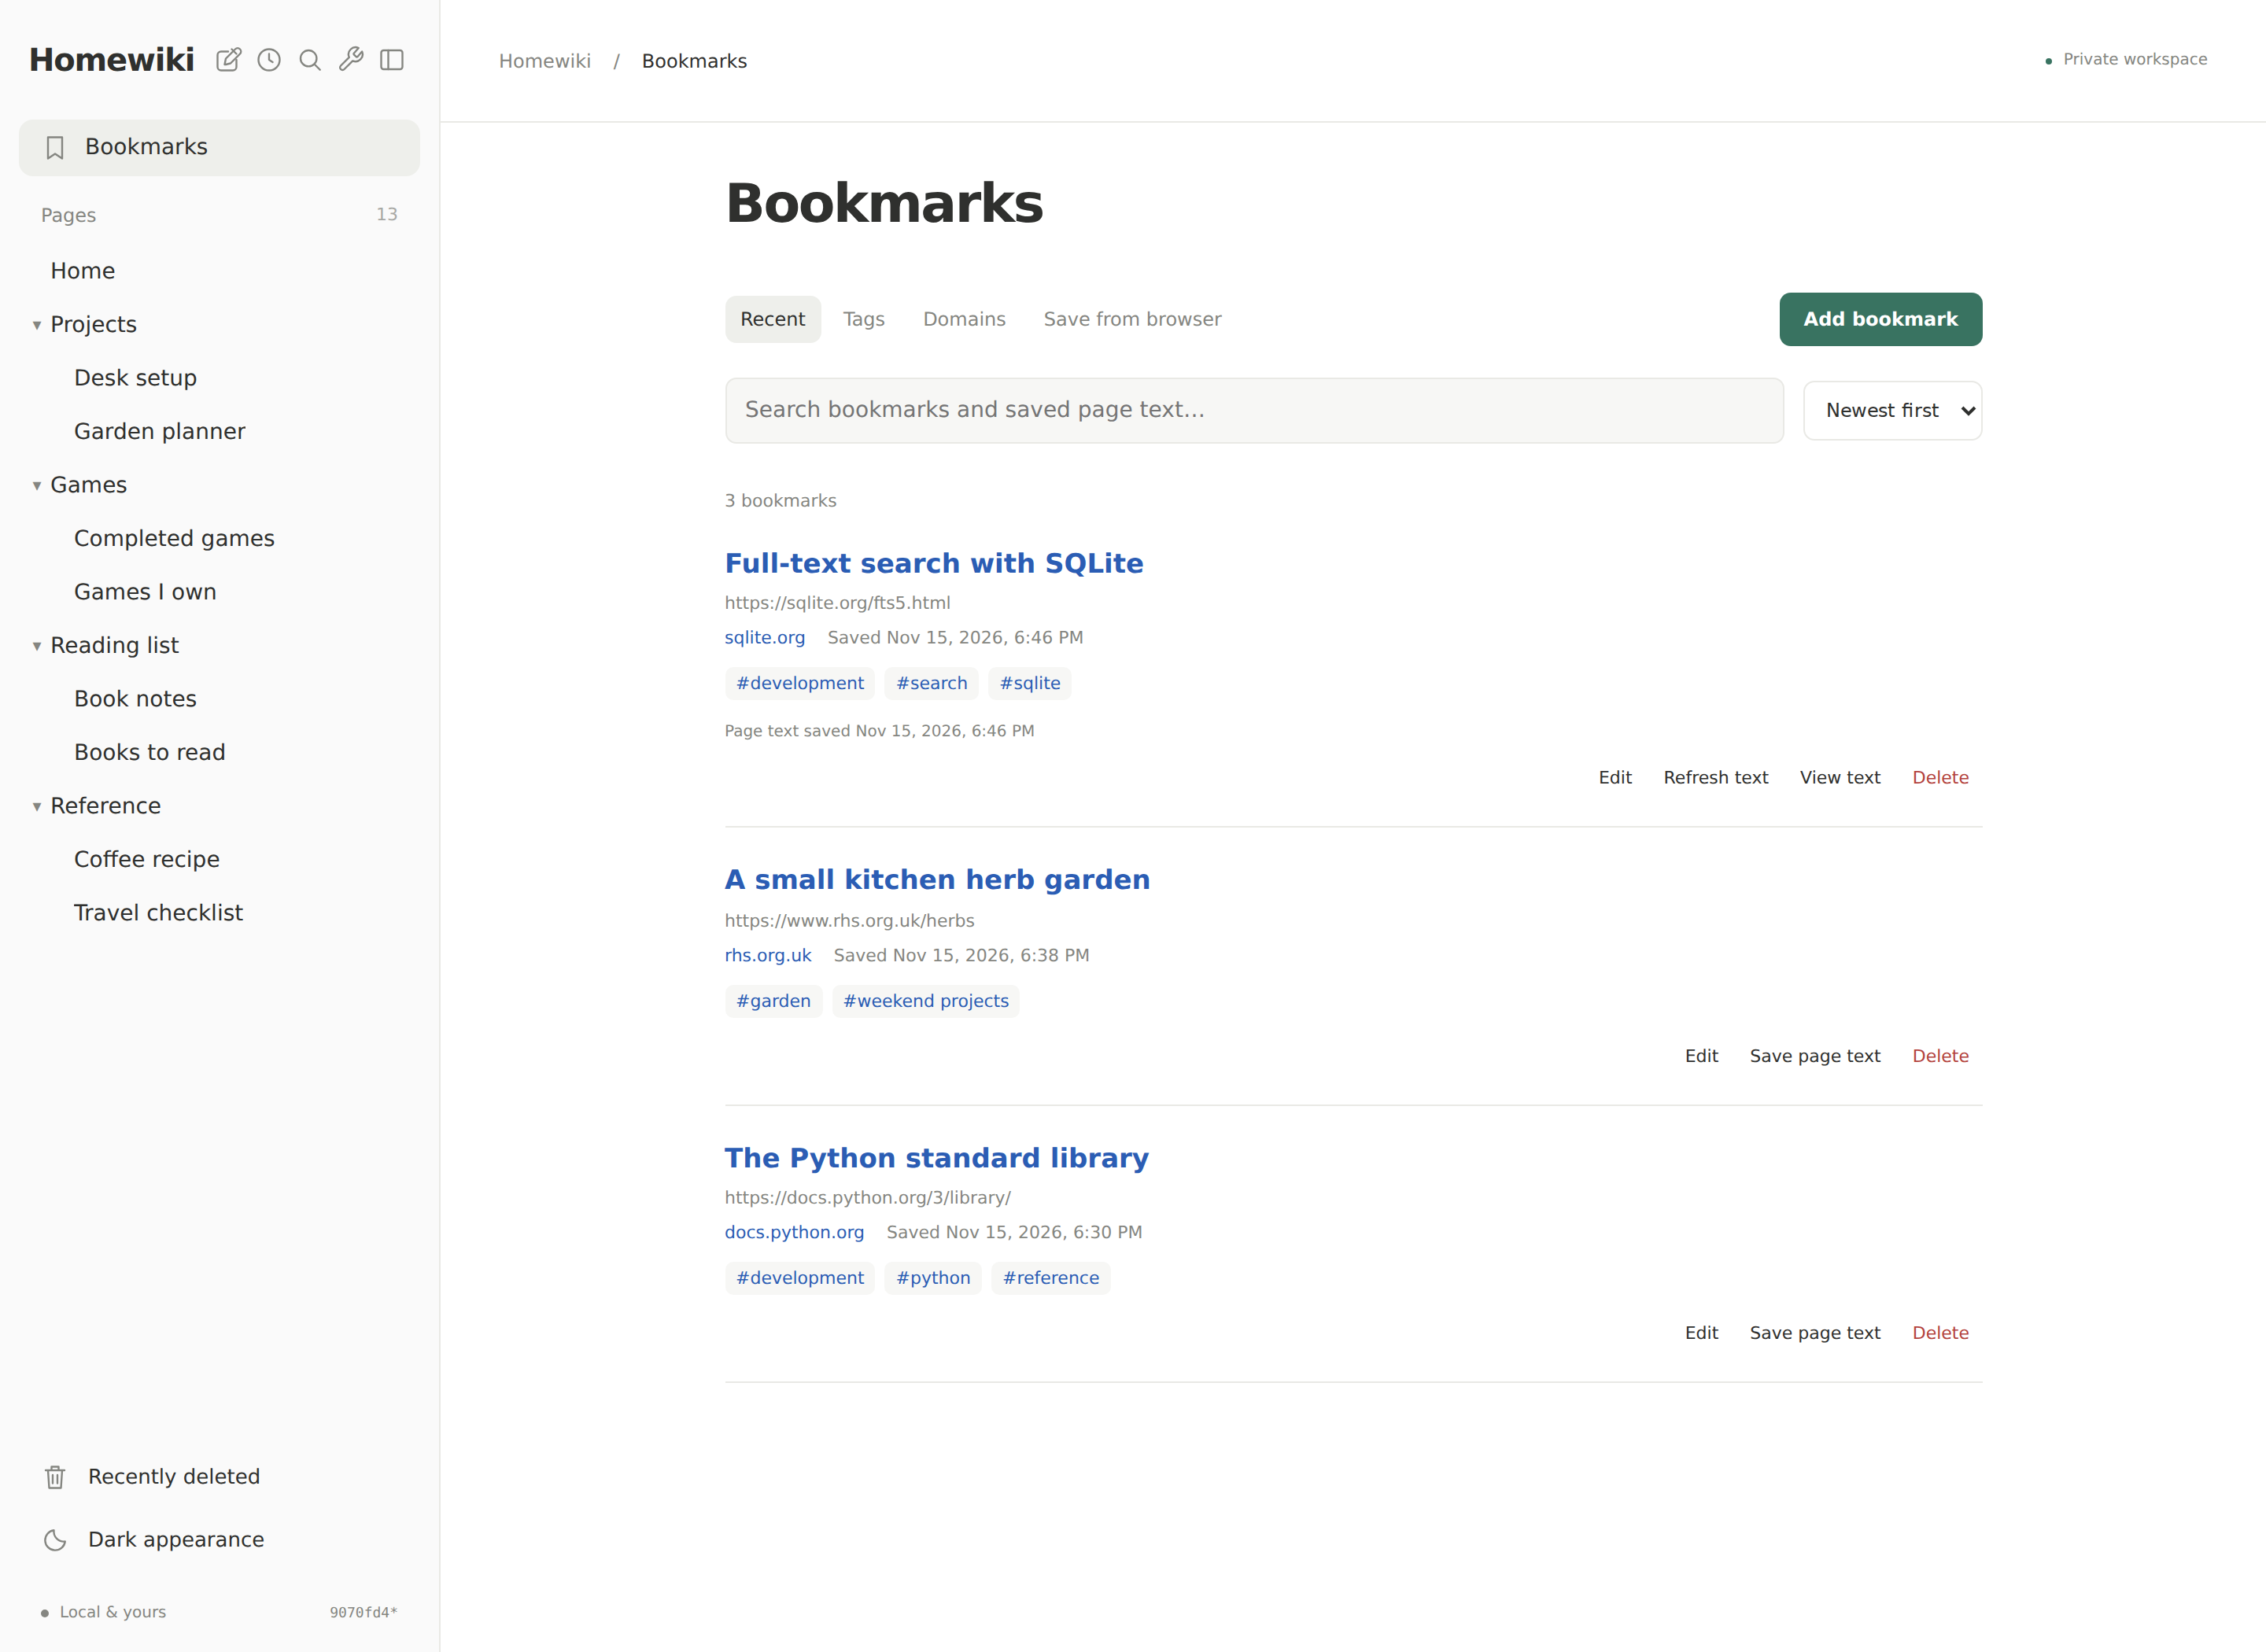 Homewiki
Bookmarks
Pages 13
Home
Projects
Desk setup
Garden planner
Games
Completed games
Games I own
Reading list
Book notes
Books to read
Reference
Coffee recipe
Travel checklist
Recently deleted
Dark appearance
Local & yours 9070fd4*
Homewiki / Bookmarks
Private workspace
Bookmarks
Recent Tags Domains Save from browser Add bookmark
Search bookmarks and saved page text... Newest first
3 bookmarks
Full-text search with SQLite
https://sqlite.org/fts5.html
sqlite.org Saved Nov 15, 2026, 6:46 PM
#development #search #sqlite
Page text saved Nov 15, 2026, 6:46 PM
Edit Refresh text View text Delete
A small kitchen herb garden
https://www.rhs.org.uk/herbs
rhs.org.uk Saved Nov 15, 2026, 6:38 PM
#garden #weekend projects
Edit Save page text Delete
The Python standard library
https://docs.python.org/3/library/
docs.python.org Saved Nov 15, 2026, 6:30 PM
#development #python #reference
Edit Save page text Delete